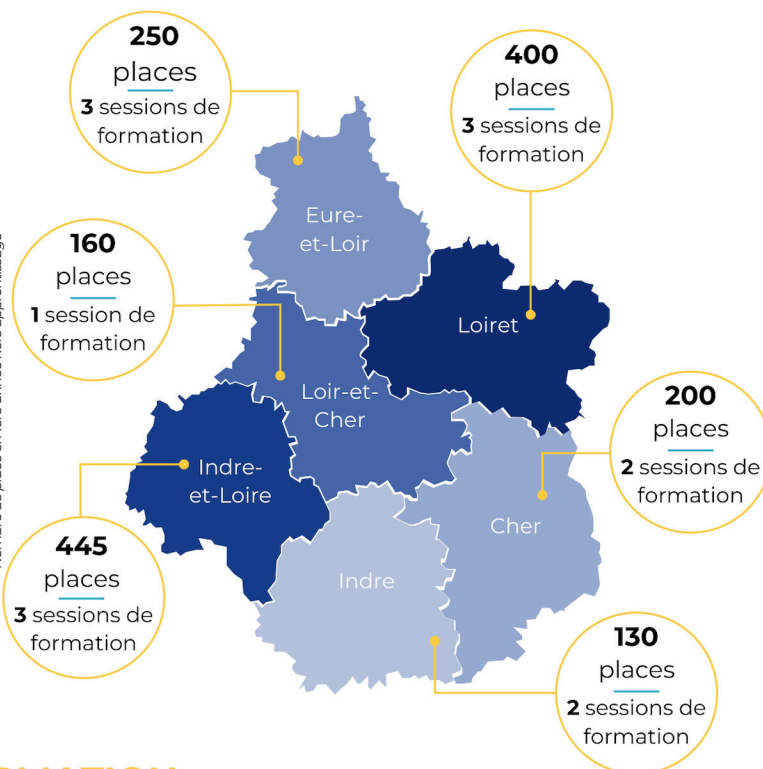 250
places
3 sessions de
formation
400
places
3 sessions de
formation
Eure-
et-Loir
160
places
1 session de
formation
Loiret
Loir-et-
Cher
200
places
2 sessions de
formation
Indre-
et-Loire
Cher
445
places
3 sessions de
formation
Indre
130
places
2 sessions de
formation